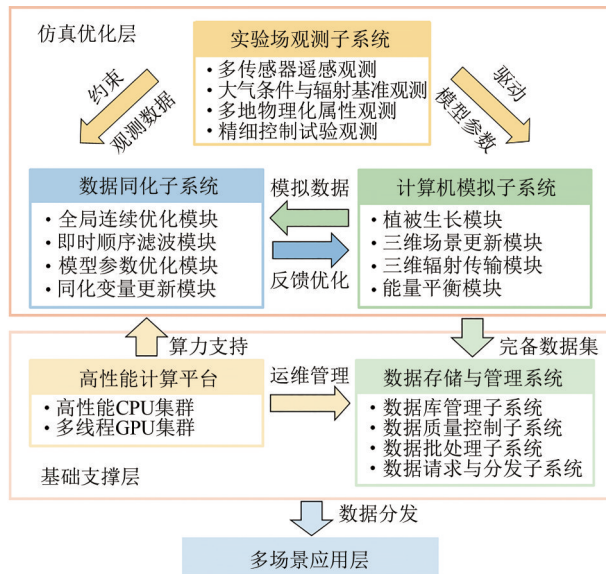 仿真优化层
实验场观测子系统
•多传感器遥感观测
•大气条件与辐射基准观测
•多地物理化属性观测
•精细控制试验观测
约束
观测数据
驱动
模型参数
数据同化子系统
•全局连续优化模块
•即时顺序滤波模块
•模型参数优化模块
•同化变量更新模块
模拟数据
反馈优化
计算机模拟子系统
•植被生长模块
•三维场景更新模块
•三维辐射传输模块
•能量平衡模块
算力支持
完备数据集
高性能计算平台
•高性能CPU集群
•多线程GPU集群
运维管理
数据存储与管理系统
•数据库管理子系统
•数据质量控制子系统
•数据批处理子系统
•数据请求与分发子系统
基础支撑层
数据分发
多场景应用层